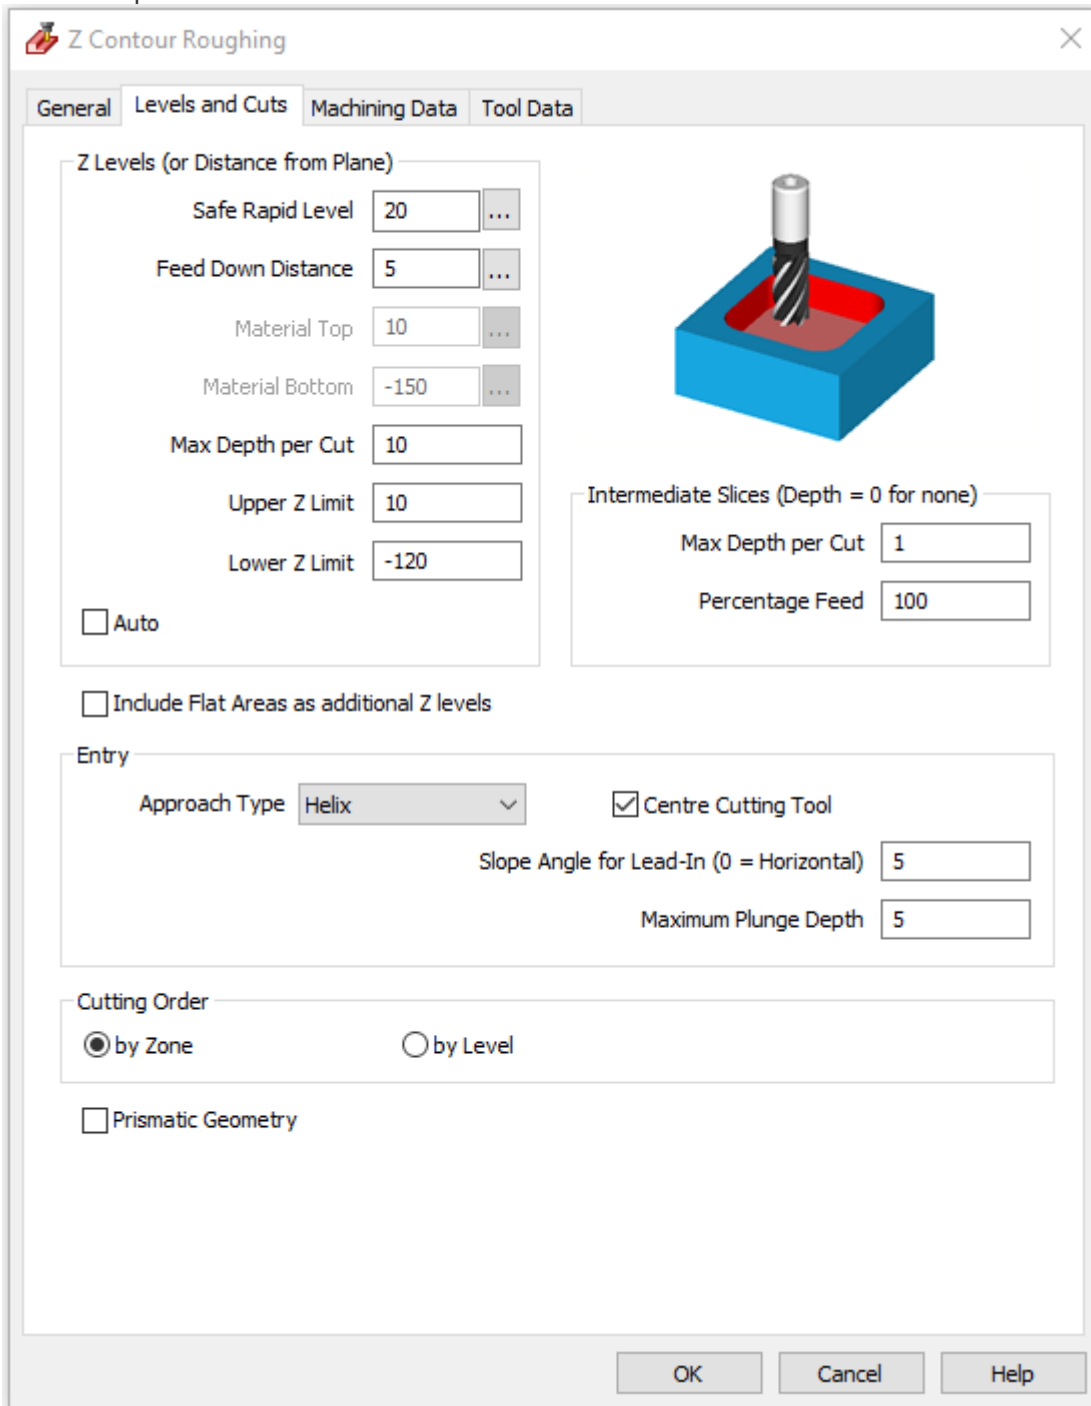 Z Contour Roughing
General Levels and Cuts Machining Data Tool Data
Z Levels (or Distance from Plane)
Safe Rapid Level 20 ...
Feed Down Distance 5 ...
Material Top 10 ...
Material Bottom -150 ...
Max Depth per Cut 10
Upper Z Limit 10
Lower Z Limit -120
Auto
Intermediate Slices (Depth = 0 for none)
Max Depth per Cut 1
Percentage Feed 100
Include Flat Areas as additional Z levels
Entry
Approach Type Helix Centre Cutting Tool
Slope Angle for Lead-In (0 = Horizontal) 5
Maximum Plunge Depth 5
Cutting Order
by Zone by Level
Prismatic Geometry
OK Cancel Help